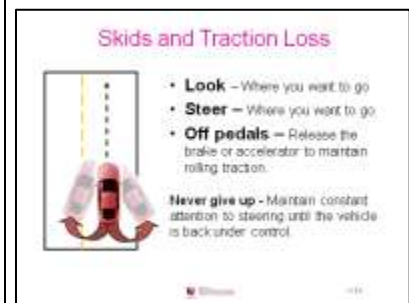 Skids and Traction Loss
• Look – Where you want to go
• Steer – Where you want to go
• Off pedals – Release the
brake or accelerator to maintain
rolling traction.
Never give up - Maintain constant
attention to steering until the vehicle
is back under control.